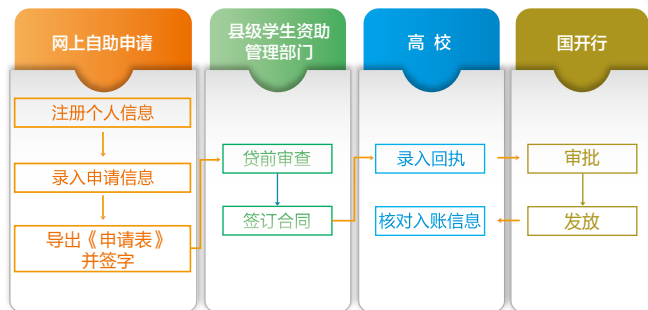 网上自助申请
县级学生资助
管理部门
高 校
国开行
注册个人信息
录入申请信息
导出《申请表》
并签字
贷前审查
签订合同
录入回执
核对入账信息
审批
发放